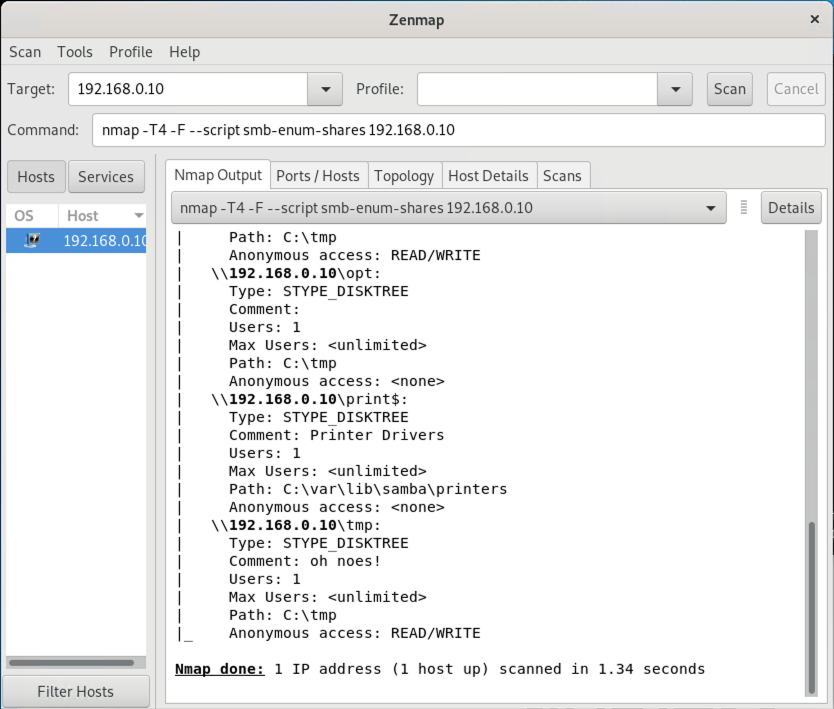 Zenmap
×
Scan Tools Profile Help
Target: 192.168.0.10 Profile: Scan Cancel
Command: nmap -T4 -F --script smb-enum-shares 192.168.0.10
Hosts Services
Nmap Output Ports / Hosts Topology Host Details Scans
OS Host
192.168.0.10
nmap -T4 -F --script smb-enum-shares 192.168.0.10 Details
|     Path: C:\tmp
|     Anonymous access: READ/WRITE
|   \\192.168.0.10\opt:
|     Type: STYPE_DISKTREE
|     Comment:
|     Users: 1
|     Max Users: <unlimited>
|     Path: C:\tmp
|     Anonymous access: <none>
|   \\192.168.0.10\print$:
|     Type: STYPE_DISKTREE
|     Comment: Printer Drivers
|     Users: 1
|     Max Users: <unlimited>
|     Path: C:\var\lib\samba\printers
|     Anonymous access: <none>
|   \\192.168.0.10\tmp:
|     Type: STYPE_DISKTREE
|     Comment: oh noes!
|     Users: 1
|     Max Users: <unlimited>
|     Path: C:\tmp
|_    Anonymous access: READ/WRITE
Nmap done: 1 IP address (1 host up) scanned in 1.34 seconds
Filter Hosts